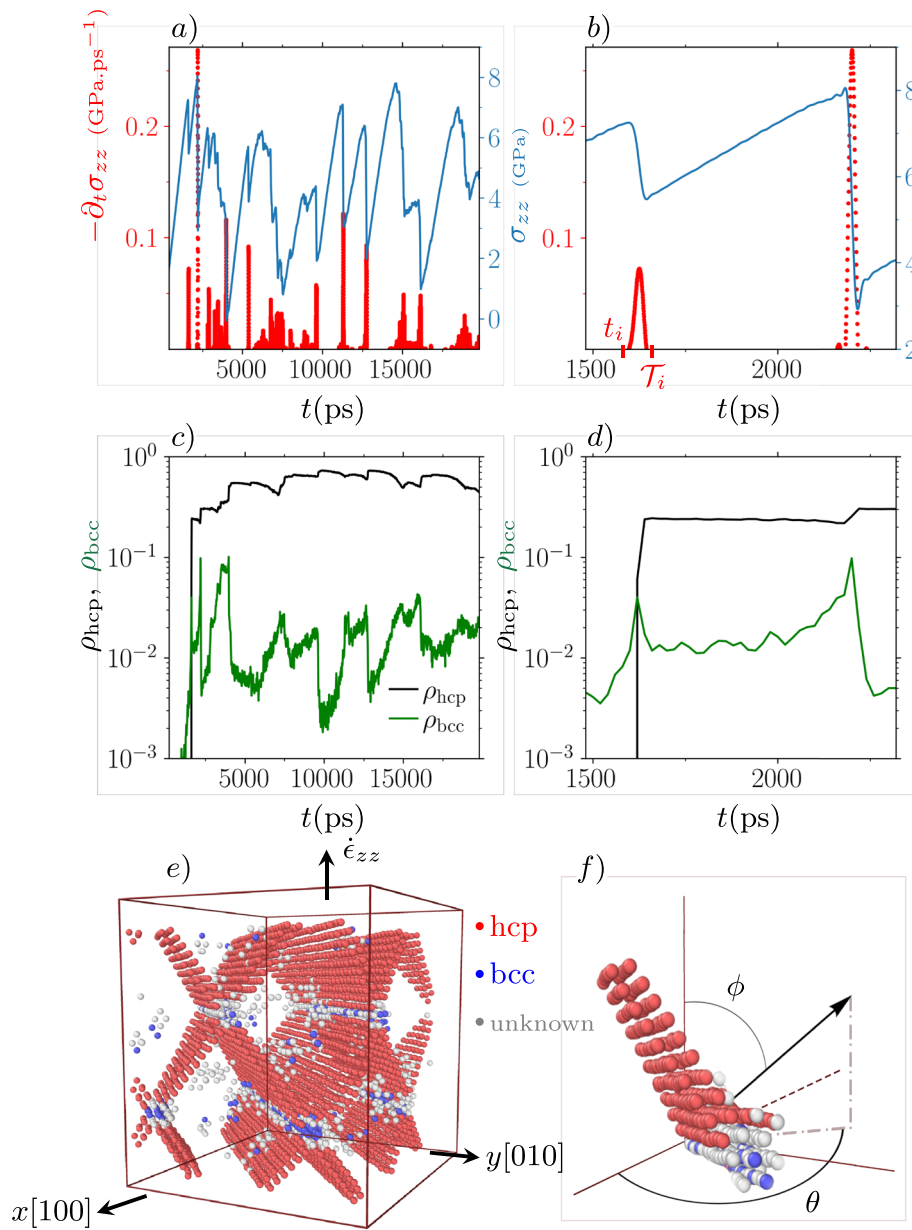 a)
−∂tσzz (GPa.ps−1)
0.2
0.1
8
6
4
2
0
σzz (GPa)
5000 10000 15000
t(ps)
b)
0.2
0.1
8
6
4
2
ti
𝒯i
1500 2000
t(ps)
c)
ρhcp, ρbcc
10^0
10^−1
10^−2
10^−3
ρhcp
ρbcc
5000 10000 15000
t(ps)
d)
ρhcp, ρbcc
10^0
10^−1
10^−2
10^−3
1500 2000
t(ps)
e)
ϵ̇zz
hcp
bcc
unknown
y[010]
x[100]
f)
ϕ
θ